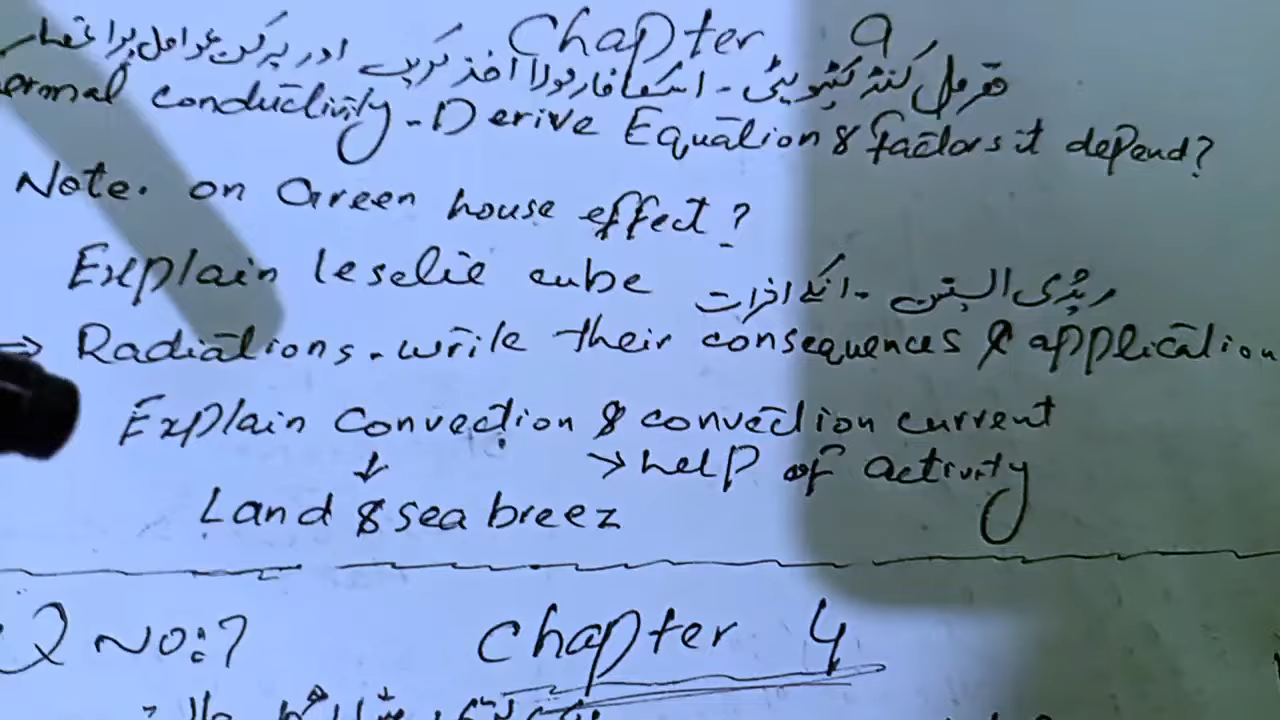 Chapter 9
تھرمل کنڈکٹیویٹی - اسکا فارمولا اخذ کریں اور یہ کن عوامل پر انحصار
ermal conductivity - Derive Equation & factors it depend?
Note. on Green house effect?
Explain leselie cube
ریڈی ایشن - انکے اثرات
⇒ Radiations. write their consequences & application
Explain Convection & convection current
↓ → help of activity
Land & sea breez
Q No:7 Chapter 4